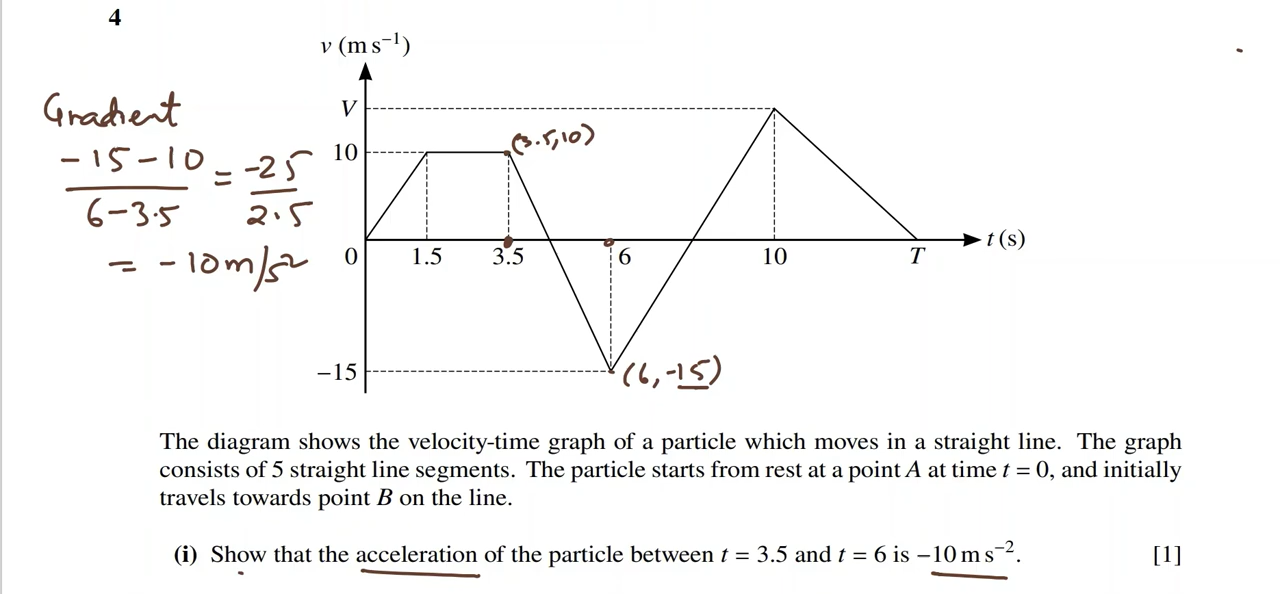 4
v (m s⁻¹)
Gradient
-15-10 / 6-3.5 = -25 / 2.5
= -10m/s²
V
10
(3.5,10)
0 1.5 3.5 6 10 T t (s)
−15
(6,-15)
The diagram shows the velocity-time graph of a particle which moves in a straight line. The graph
consists of 5 straight line segments. The particle starts from rest at a point A at time t = 0, and initially
travels towards point B on the line.
(i) Show that the acceleration of the particle between t = 3.5 and t = 6 is −10 m s⁻². [1]